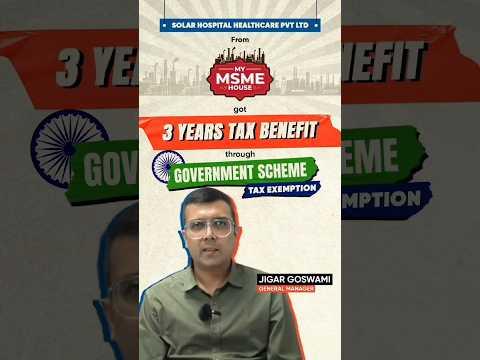 SOLAR HOSPITAL HEALTHCARE PVT LTD
From
MY
MSME
HOUSE
got
3 YEARS TAX BENEFIT
through
GOVERNMENT SCHEME
TAX EXEMPTION
JIGAR GOSWAMI
GENERAL MANAGER